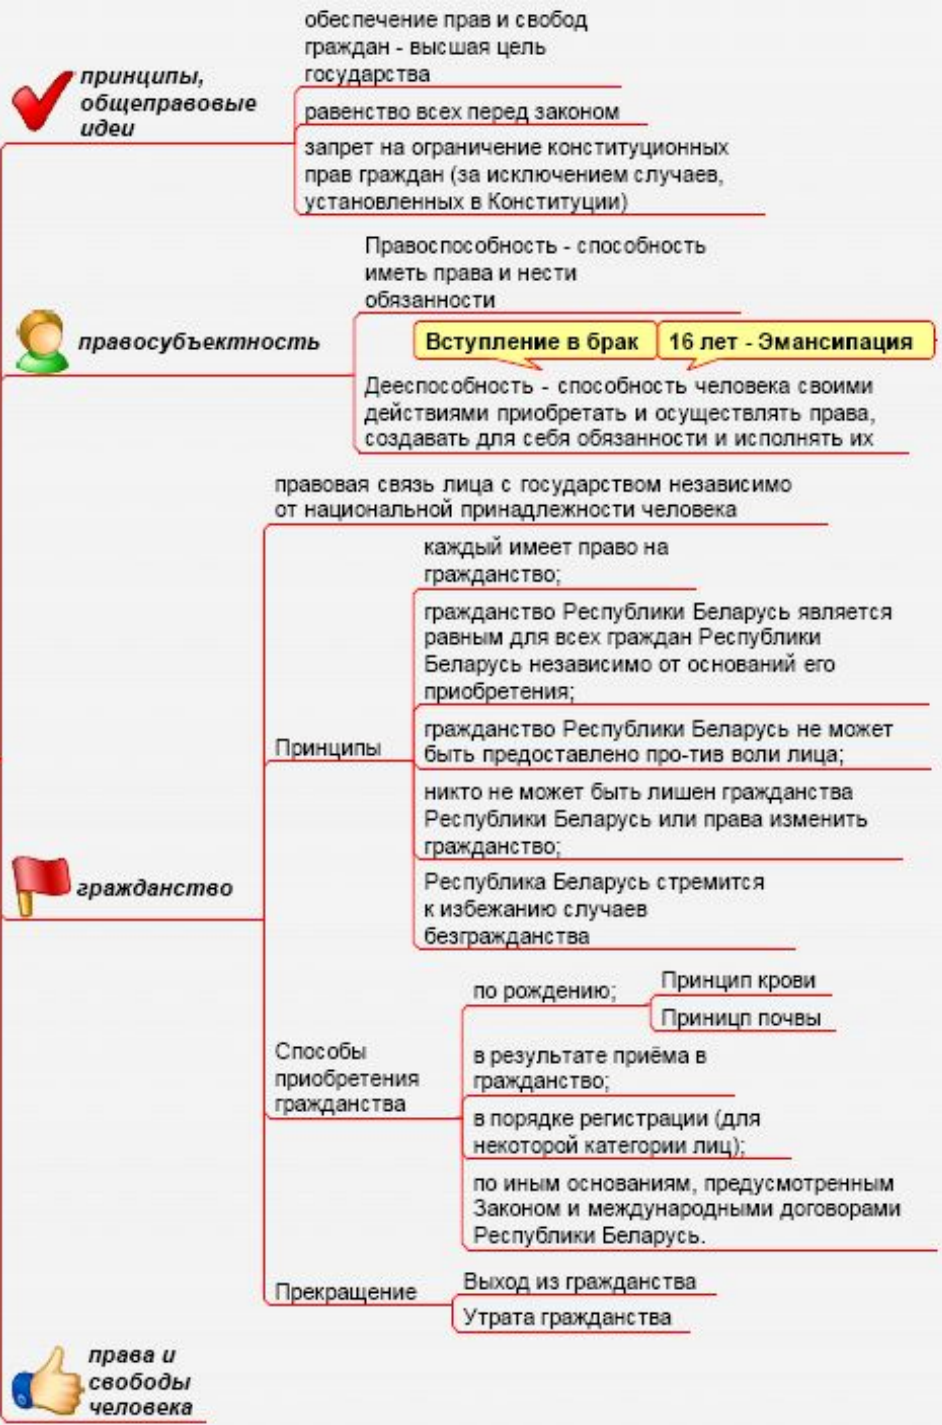 обеспечение прав и свобод
граждан - высшая цель
государства
принципы,
общеправовые
идеи
равенство всех перед законом
запрет на ограничение конституционных
прав граждан (за исключением случаев,
установленных в Конституции)
Правоспособность - способность
иметь права и нести
обязанности
правосубъектность
Вступление в брак
16 лет - Эмансипация
Дееспособность - способность человека своими
действиями приобретать и осуществлять права,
создавать для себя обязанности и исполнять их
правовая связь лица с государством независимо
от национальной принадлежности человека
каждый имеет право на
гражданство;
гражданство Республики Беларусь является
равным для всех граждан Республики
Беларусь независимо от оснований его
приобретения;
Принципы
гражданство Республики Беларусь не может
быть предоставлено про-тив воли лица;
никто не может быть лишен гражданства
Республики Беларусь или права изменить
гражданство;
гражданство
Республика Беларусь стремится
к избежанию случаев
безгражданства
по рождению;
Принцип крови
Приницп почвы
Способы
приобретения
гражданства
в результате приёма в
гражданство;
в порядке регистрации (для
некоторой категории лиц);
по иным основаниям, предусмотренным
Законом и международными договорами
Республики Беларусь.
Прекращение
Выход из гражданства
Утрата гражданства
права и
свободы
человека